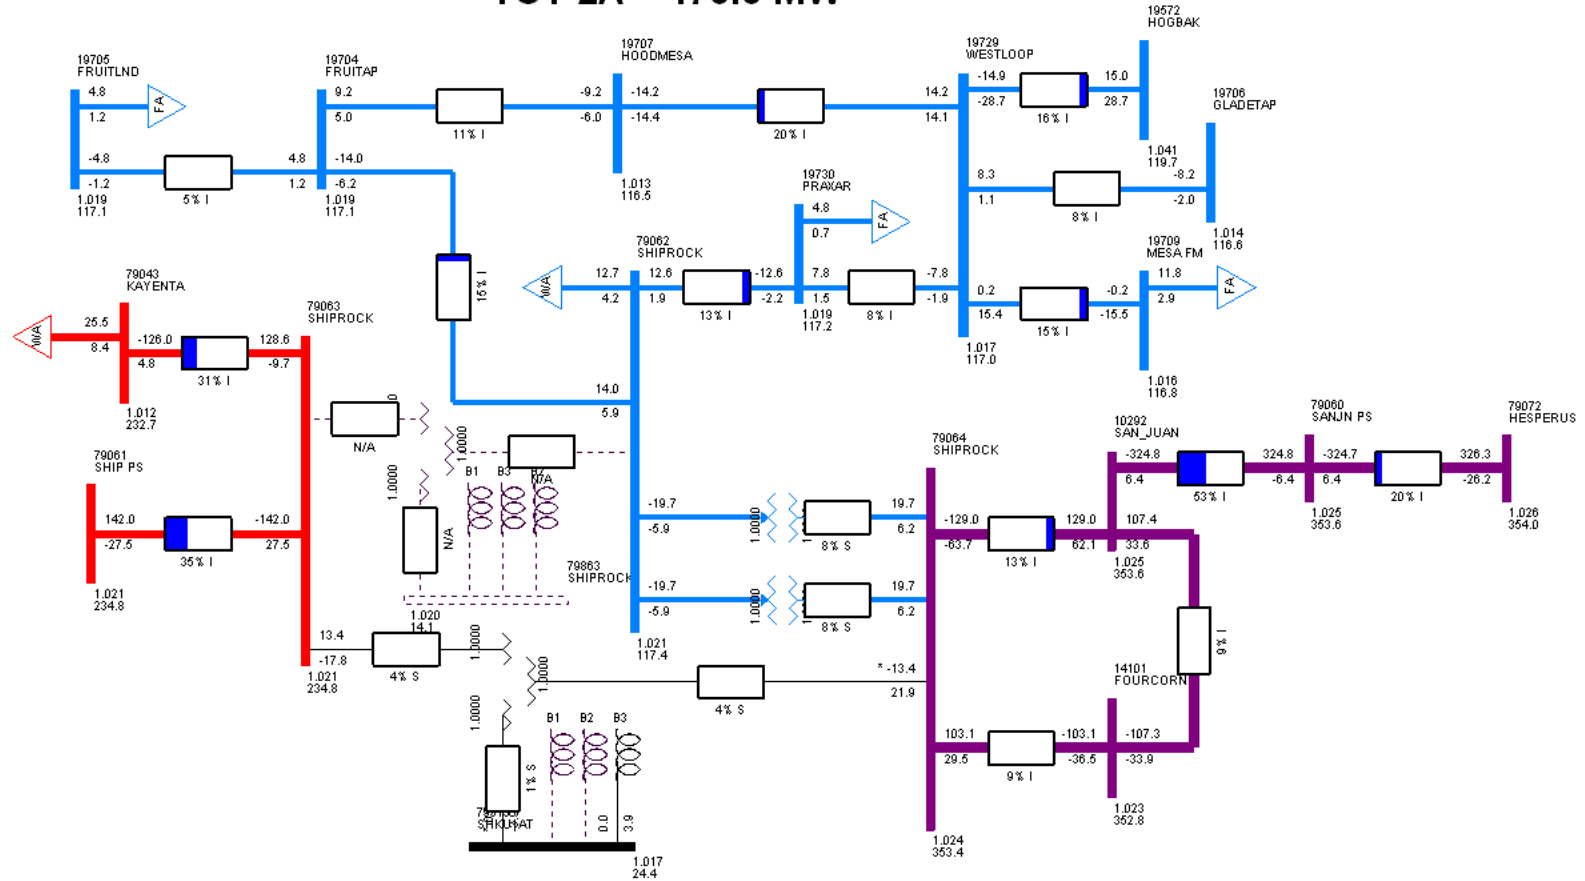 19572
HOGBAK
19705
FRUITLND
19704
FRUITAP
19707
HOODMESA
19729
WESTLOOP
4.8
1.2
FA
9.2
5.0
11% I
-9.2
-6.0
-14.2
-14.4
20% I
14.2
14.1
-14.9
-28.7
16% I
15.0
28.7
19706
GLADETAP
-4.8
-1.2
5% I
4.8
1.2
-14.0
-6.2
1.019
117.1
1.019
117.1
1.013
116.5
1.041
119.7
19730
PRAXAR
4.8
0.7
FA
8.3
1.1
8% I
-8.2
-2.0
1.014
116.6
79062
SHIPROCK
19709
MESA FM
15% I
WA
12.7
4.2
12.6
1.9
13% I
-12.6
-2.2
7.8
1.5
8% I
-7.8
-1.9
1.019
117.2
0.2
15.4
15% I
-0.2
-15.5
11.8
2.9
FA
1.017
117.0
1.016
116.8
79043
KAYENTA
79063
SHIPROCK
WA
25.5
8.4
-126.0
4.8
31% I
128.6
-9.7
1.012
232.7
14.0
5.9
N/A
1.0000
N/A
1.0000
N/A
B1
B3
79061
SHIP PS
142.0
-27.5
35% I
-142.0
27.5
1.021
234.8
79863
SHIPROCK
1.020
14.1
79064
SHIPROCK
10292
SAN_JUAN
79060
SANJN PS
79072
HESPERUS
-324.8
6.4
53% I
324.8
-6.4
-324.7
6.4
20% I
326.3
-26.2
1.025
353.6
1.026
354.0
-19.7
-5.9
1.0000
8% S
19.7
6.2
-129.0
-63.7
13% I
129.0
62.1
107.4
33.6
1.025
353.6
-19.7
-5.9
1.0000
8% S
19.7
6.2
1.021
117.4
9% I
13.4
-17.8
4% S
1.0000
1.021
234.8
1.0000
4% S
* -13.4
21.9
14101
FOURCORN
1.0000
B1
B2
B3
1% S
0.0
3.9
1.017
24.4
103.1
29.5
9% I
-103.1
-36.5
-107.3
-33.9
1.023
352.8
1.024
353.4